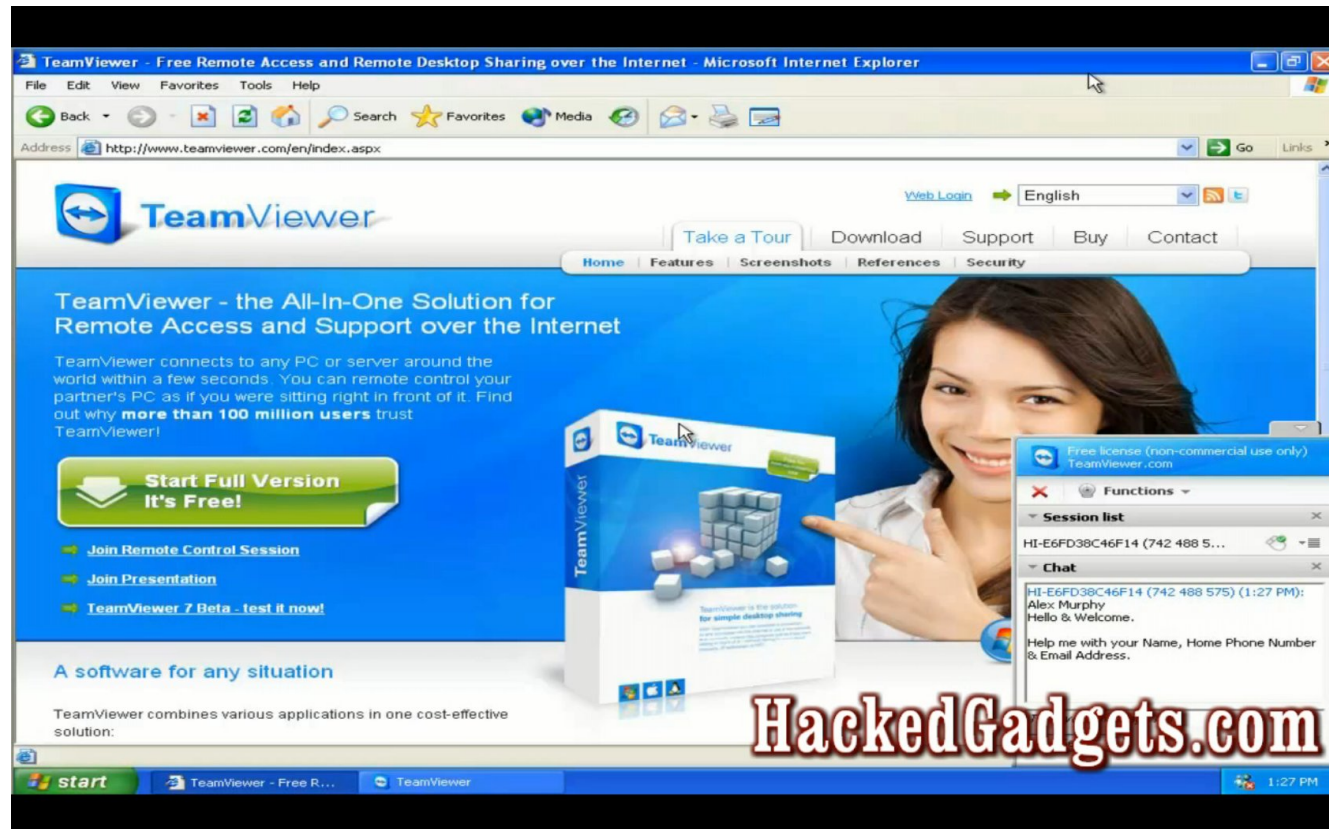 TeamViewer - Free Remote Access and Remote Desktop Sharing over the Internet - Microsoft Internet Explorer
File Edit View Favorites Tools Help
Back Search Favorites Media
Address http://www.teamviewer.com/en/index.aspx Go Links
TeamViewer
Web Login English
Take a Tour Download Support Buy Contact
Home Features Screenshots References Security
TeamViewer - the All-In-One Solution for
Remote Access and Support over the Internet
TeamViewer connects to any PC or server around the
world within a few seconds. You can remote control your
partner's PC as if you were sitting right in front of it. Find
out why more than 100 million users trust
TeamViewer!
Start Full Version
It's Free!
Join Remote Control Session
Join Presentation
TeamViewer 7 Beta - test it now!
TeamViewer
TeamViewer
TeamViewer is the solution
for simple desktop sharing
A software for any situation
TeamViewer combines various applications in one cost-effective
solution:
Free license (non-commercial use only)
TeamViewer.com
Functions
Session list
HI-E6FD38C46F14 (742 488 5...
Chat
HI-E6FD38C46F14 (742 488 575) (1:27 PM):
Alex Murphy
Hello & Welcome.
Help me with your Name, Home Phone Number
& Email Address.
HackedGadgets.com
start TeamViewer - Free R... TeamViewer 1:27 PM